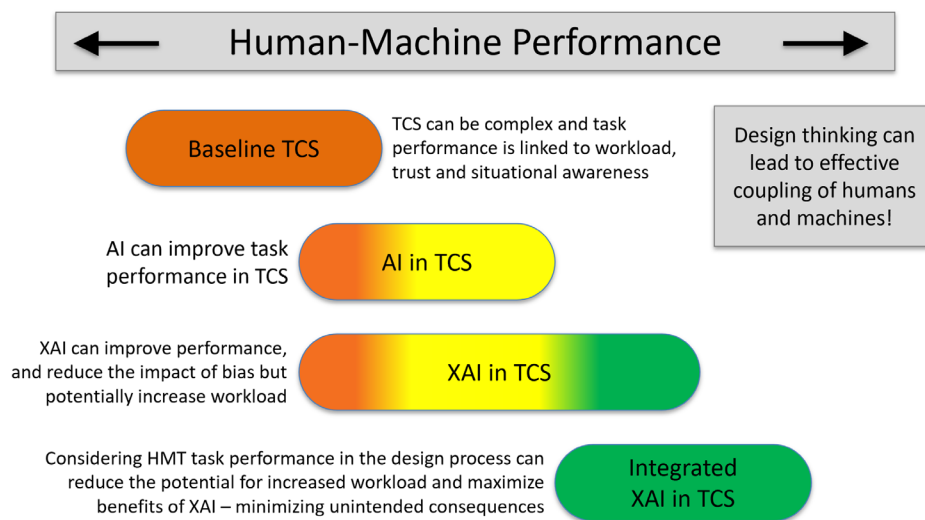 Human-Machine Performance
Baseline TCS
TCS can be complex and task
performance is linked to workload,
trust and situational awareness
Design thinking can
lead to effective
coupling of humans
and machines!
AI can improve task
performance in TCS
AI in TCS
XAI can improve performance,
and reduce the impact of bias but
potentially increase workload
XAI in TCS
Considering HMT task performance in the design process can
reduce the potential for increased workload and maximize
benefits of XAI – minimizing unintended consequences
Integrated
XAI in TCS